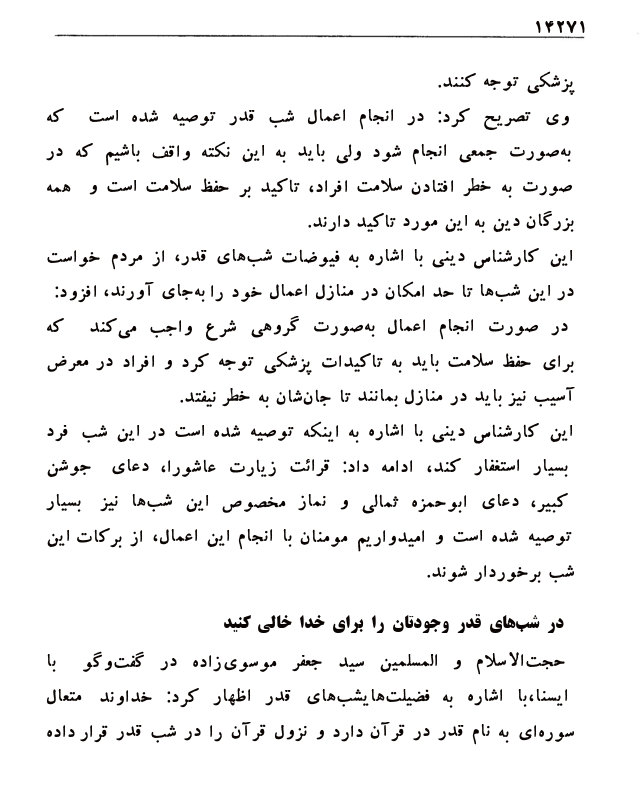 ۱۴۲۷۱
پزشکی توجه کنند.
وی تصریح کرد: در انجام اعمال شب قدر توصیه شده است که
به‌صورت جمعی انجام شود ولی باید به این نکته واقف باشیم که در
صورت به خطر افتادن سلامت افراد، تاکید بر حفظ سلامت است و همه
بزرگان دین به این مورد تاکید دارند.
این کارشناس دینی با اشاره به فیوضات شب‌های قدر، از مردم خواست
در این شب‌ها تا حد امکان در منازل اعمال خود را به‌جای آورند، افزود:
در صورت انجام اعمال به‌صورت گروهی شرع واجب می‌کند که
برای حفظ سلامت باید به تاکیدات پزشکی توجه کرد و افراد در معرض
آسیب نیز باید در منازل بمانند تا جان‌شان به خطر نیفتد.
این کارشناس دینی با اشاره به اینکه توصیه شده است در این شب فرد
بسیار استغفار کند، ادامه داد: قرائت زیارت عاشورا، دعای جوشن
کبیر، دعای ابوحمزه ثمالی و نماز مخصوص این شب‌ها نیز بسیار
توصیه شده است و امیدواریم مومنان با انجام این اعمال، از برکات این
شب برخوردار شوند.
در شب‌های قدر وجودتان را برای خدا خالی کنید
حجت‌الاسلام و المسلمین سید جعفر موسوی‌زاده در گفت‌وگو با
ایسنا،با اشاره به فضیلت‌هایشب‌های قدر اظهار کرد: خداوند متعال
سوره‌ای به نام قدر در قرآن دارد و نزول قرآن را در شب قدر قرار داده